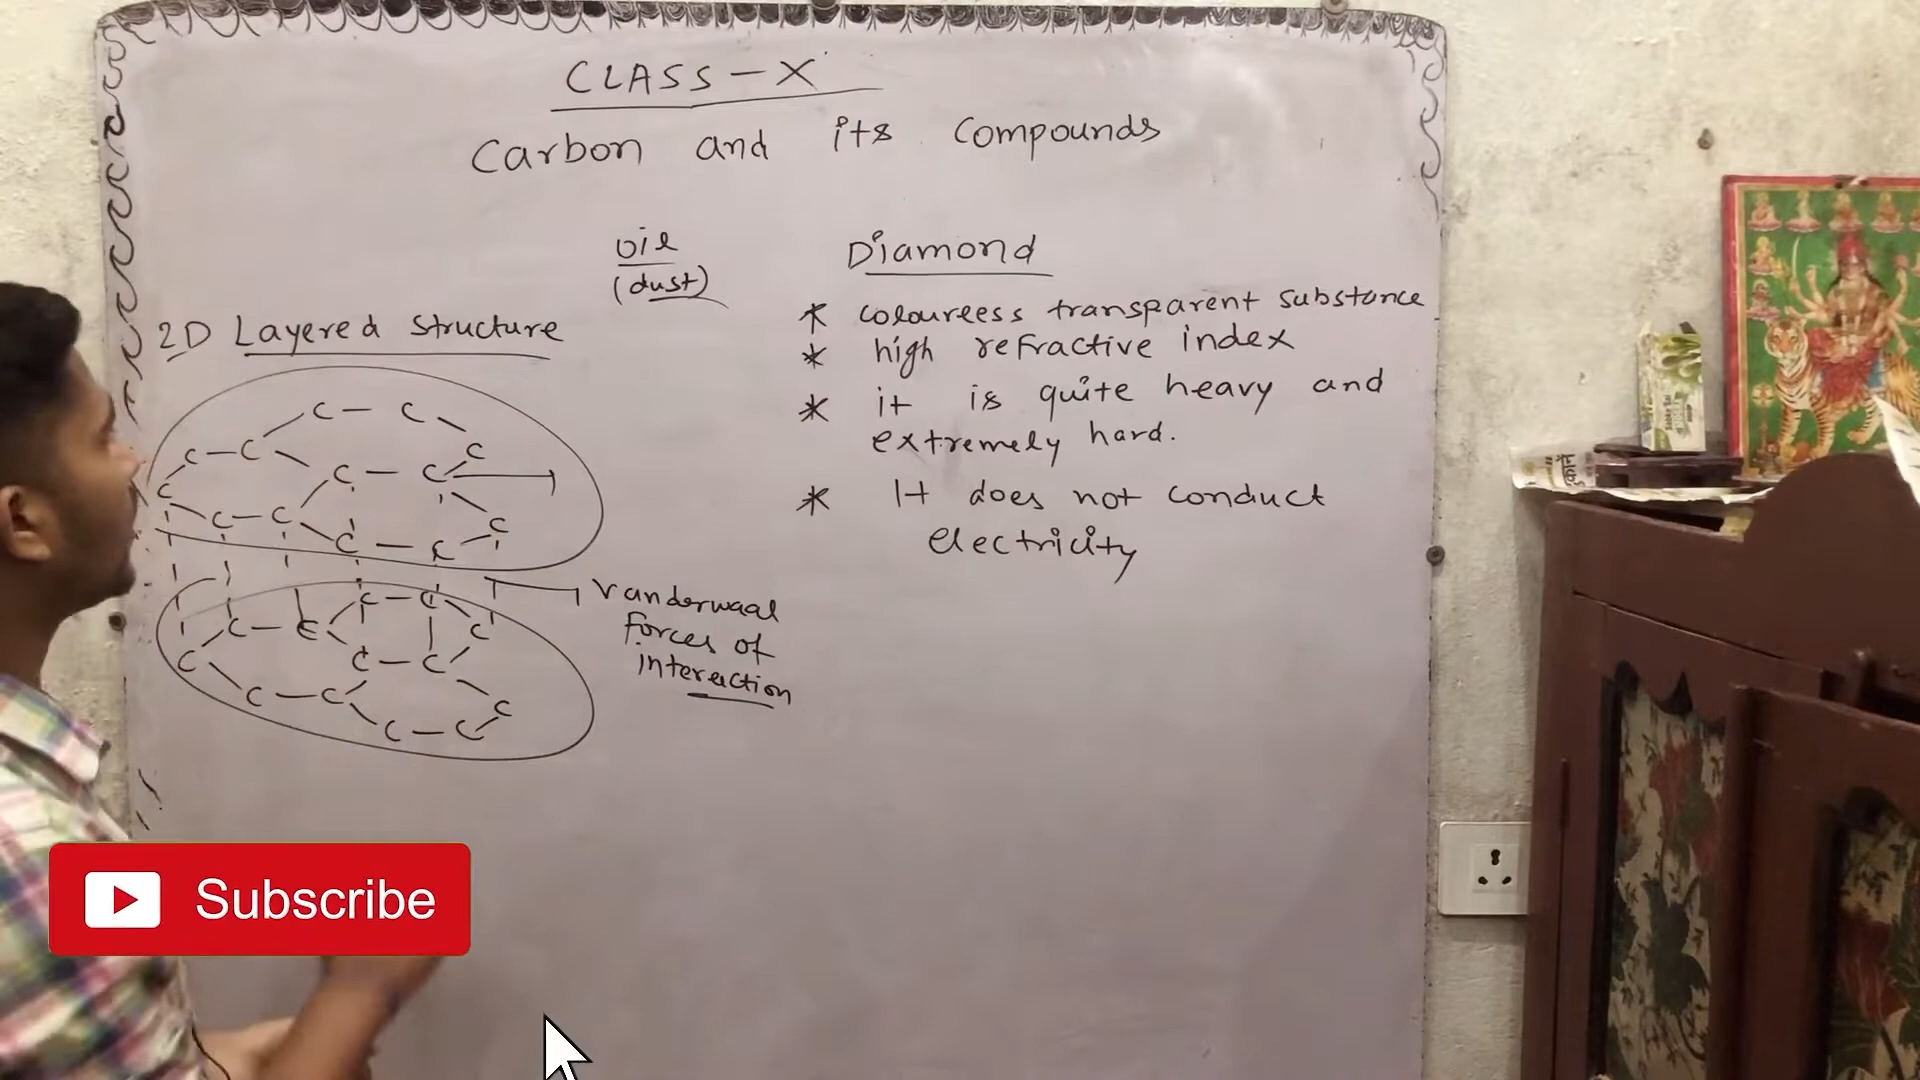 CLASS - X
Carbon and its Compounds
Oil
(dust)
2D Layered structure
C - C
C - C
C
C
C - C
C
C - C
C
C - C
C - C
C - C
C
C - C
C
C - C
C
C - C
Vanderwaal
Forces of
interaction
Diamond
* Colourless transparent substance
* high refractive index
* it is quite heavy and
extremely hard.
* It does not conduct
electricity
Subscribe